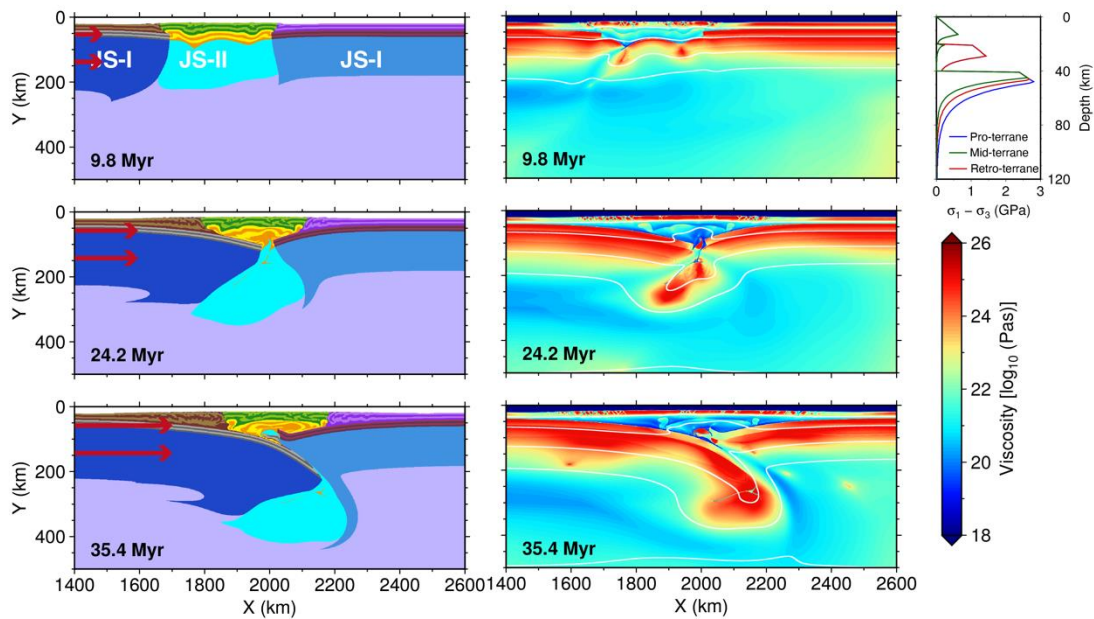 0
200
400
Y (km)
JS-I
JS-II
JS-I
9.8 Myr
0
200
400
Y (km)
24.2 Myr
0
200
400
Y (km)
35.4 Myr
1400 1600 1800 2000 2200 2400 2600
X (km)
9.8 Myr
24.2 Myr
35.4 Myr
1400 1600 1800 2000 2200 2400 2600
X (km)
0
40
80
120
Depth (km)
Pro-terrane
Mid-terrane
Retro-terrane
0 1 2 3
σ1 − σ3 (GPa)
26
24
22
20
18
Viscosity [log10 (Pas)]